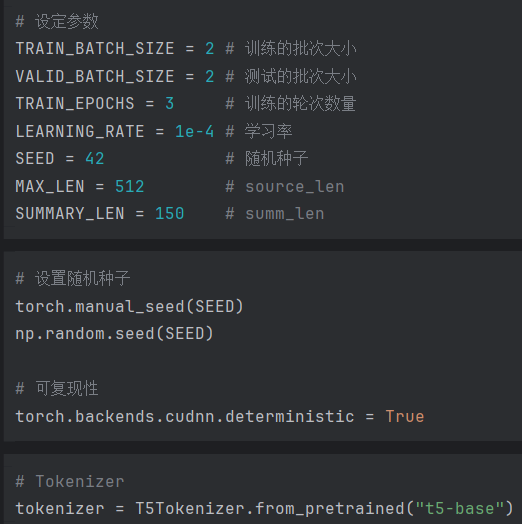 # 设定参数
TRAIN_BATCH_SIZE = 2 # 训练的批次大小
VALID_BATCH_SIZE = 2 # 测试的批次大小
TRAIN_EPOCHS = 3     # 训练的轮次数量
LEARNING_RATE = 1e-4 # 学习率
SEED = 42            # 随机种子
MAX_LEN = 512        # source_len
SUMMARY_LEN = 150    # summ_len
# 设置随机种子
torch.manual_seed(SEED)
np.random.seed(SEED)
# 可复现性
torch.backends.cudnn.deterministic = True
# Tokenizer
tokenizer = T5Tokenizer.from_pretrained("t5-base")